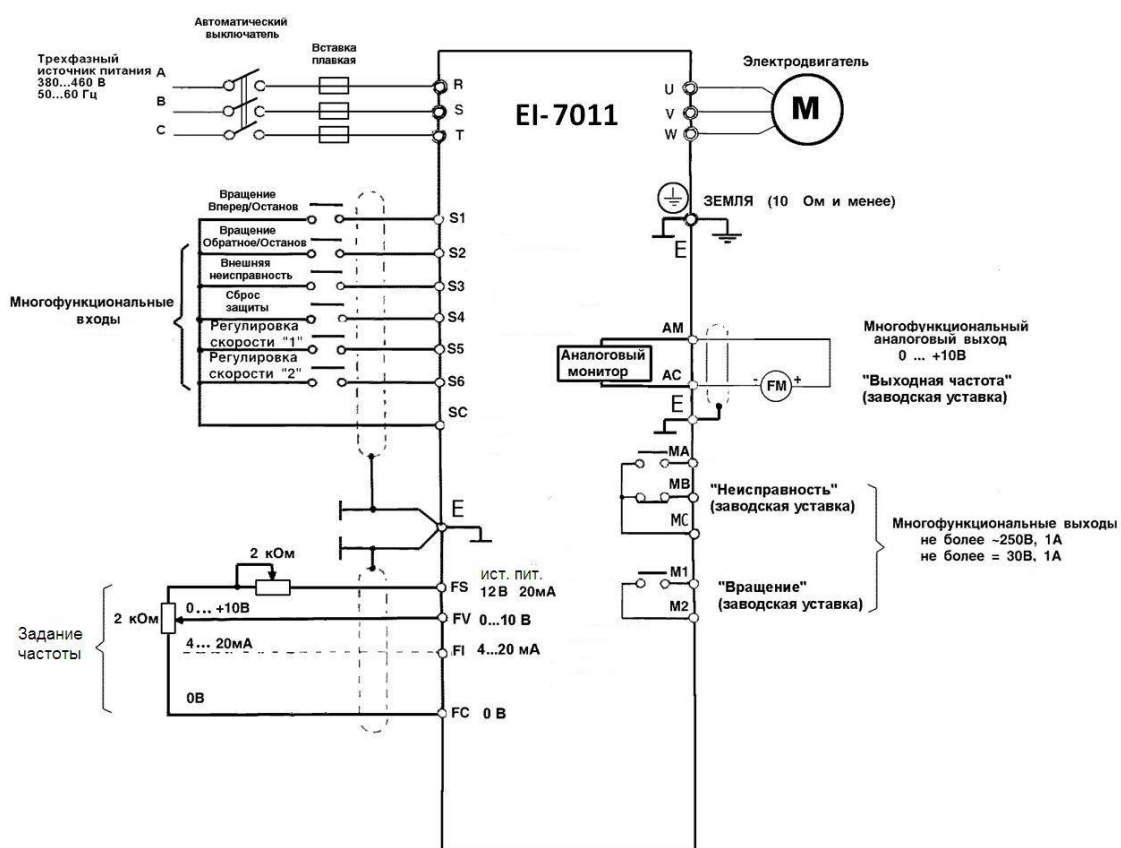 Автоматический
выключатель
Вставка
плавкая
Трехфазный
источник питания
380...460 В
50...60 Гц
A
B
C
R
S
T
EI-7011
U
V
W
Электродвигатель
M
ЗЕМЛЯ (10 Ом и менее)
E
Вращение
Вперед/Останов
S1
Вращение
Обратное/Останов
S2
Внешняя
неисправность
S3
Сброс
защиты
S4
Регулировка
скорости "1"
S5
Регулировка
скорости "2"
S6
SC
Многофункциональные
входы
AM
Аналоговый
монитор
AC
- FM +
E
Многофункциональный
аналоговый выход
0 ... +10В
"Выходная частота"
(заводская уставка)
MA
MB
MC
"Неисправность"
(заводская уставка)
M1
M2
"Вращение"
(заводская уставка)
Многофункциональные выходы
не более ~250В, 1А
не более = 30В, 1А
E
2 кОм
FS
ист. пит.
12В 20мА
2 кОм
0... +10В
FV 0...10 В
4... 20мА
FI 4...20 мА
0В
FC 0 В
Задание
частоты